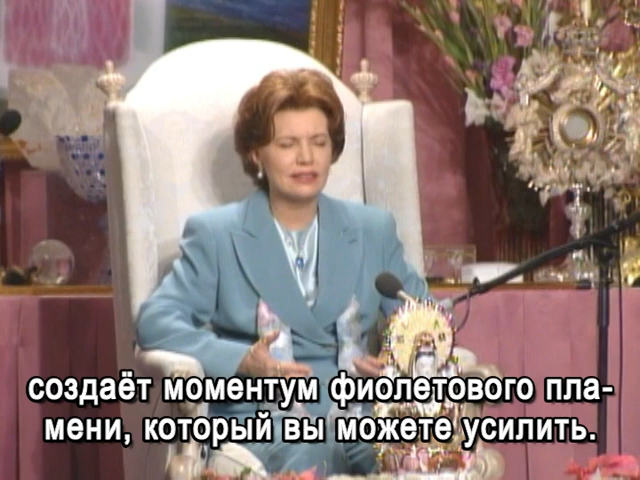 создаёт моментум фиолетового пла-
мени, который вы можете усилить.